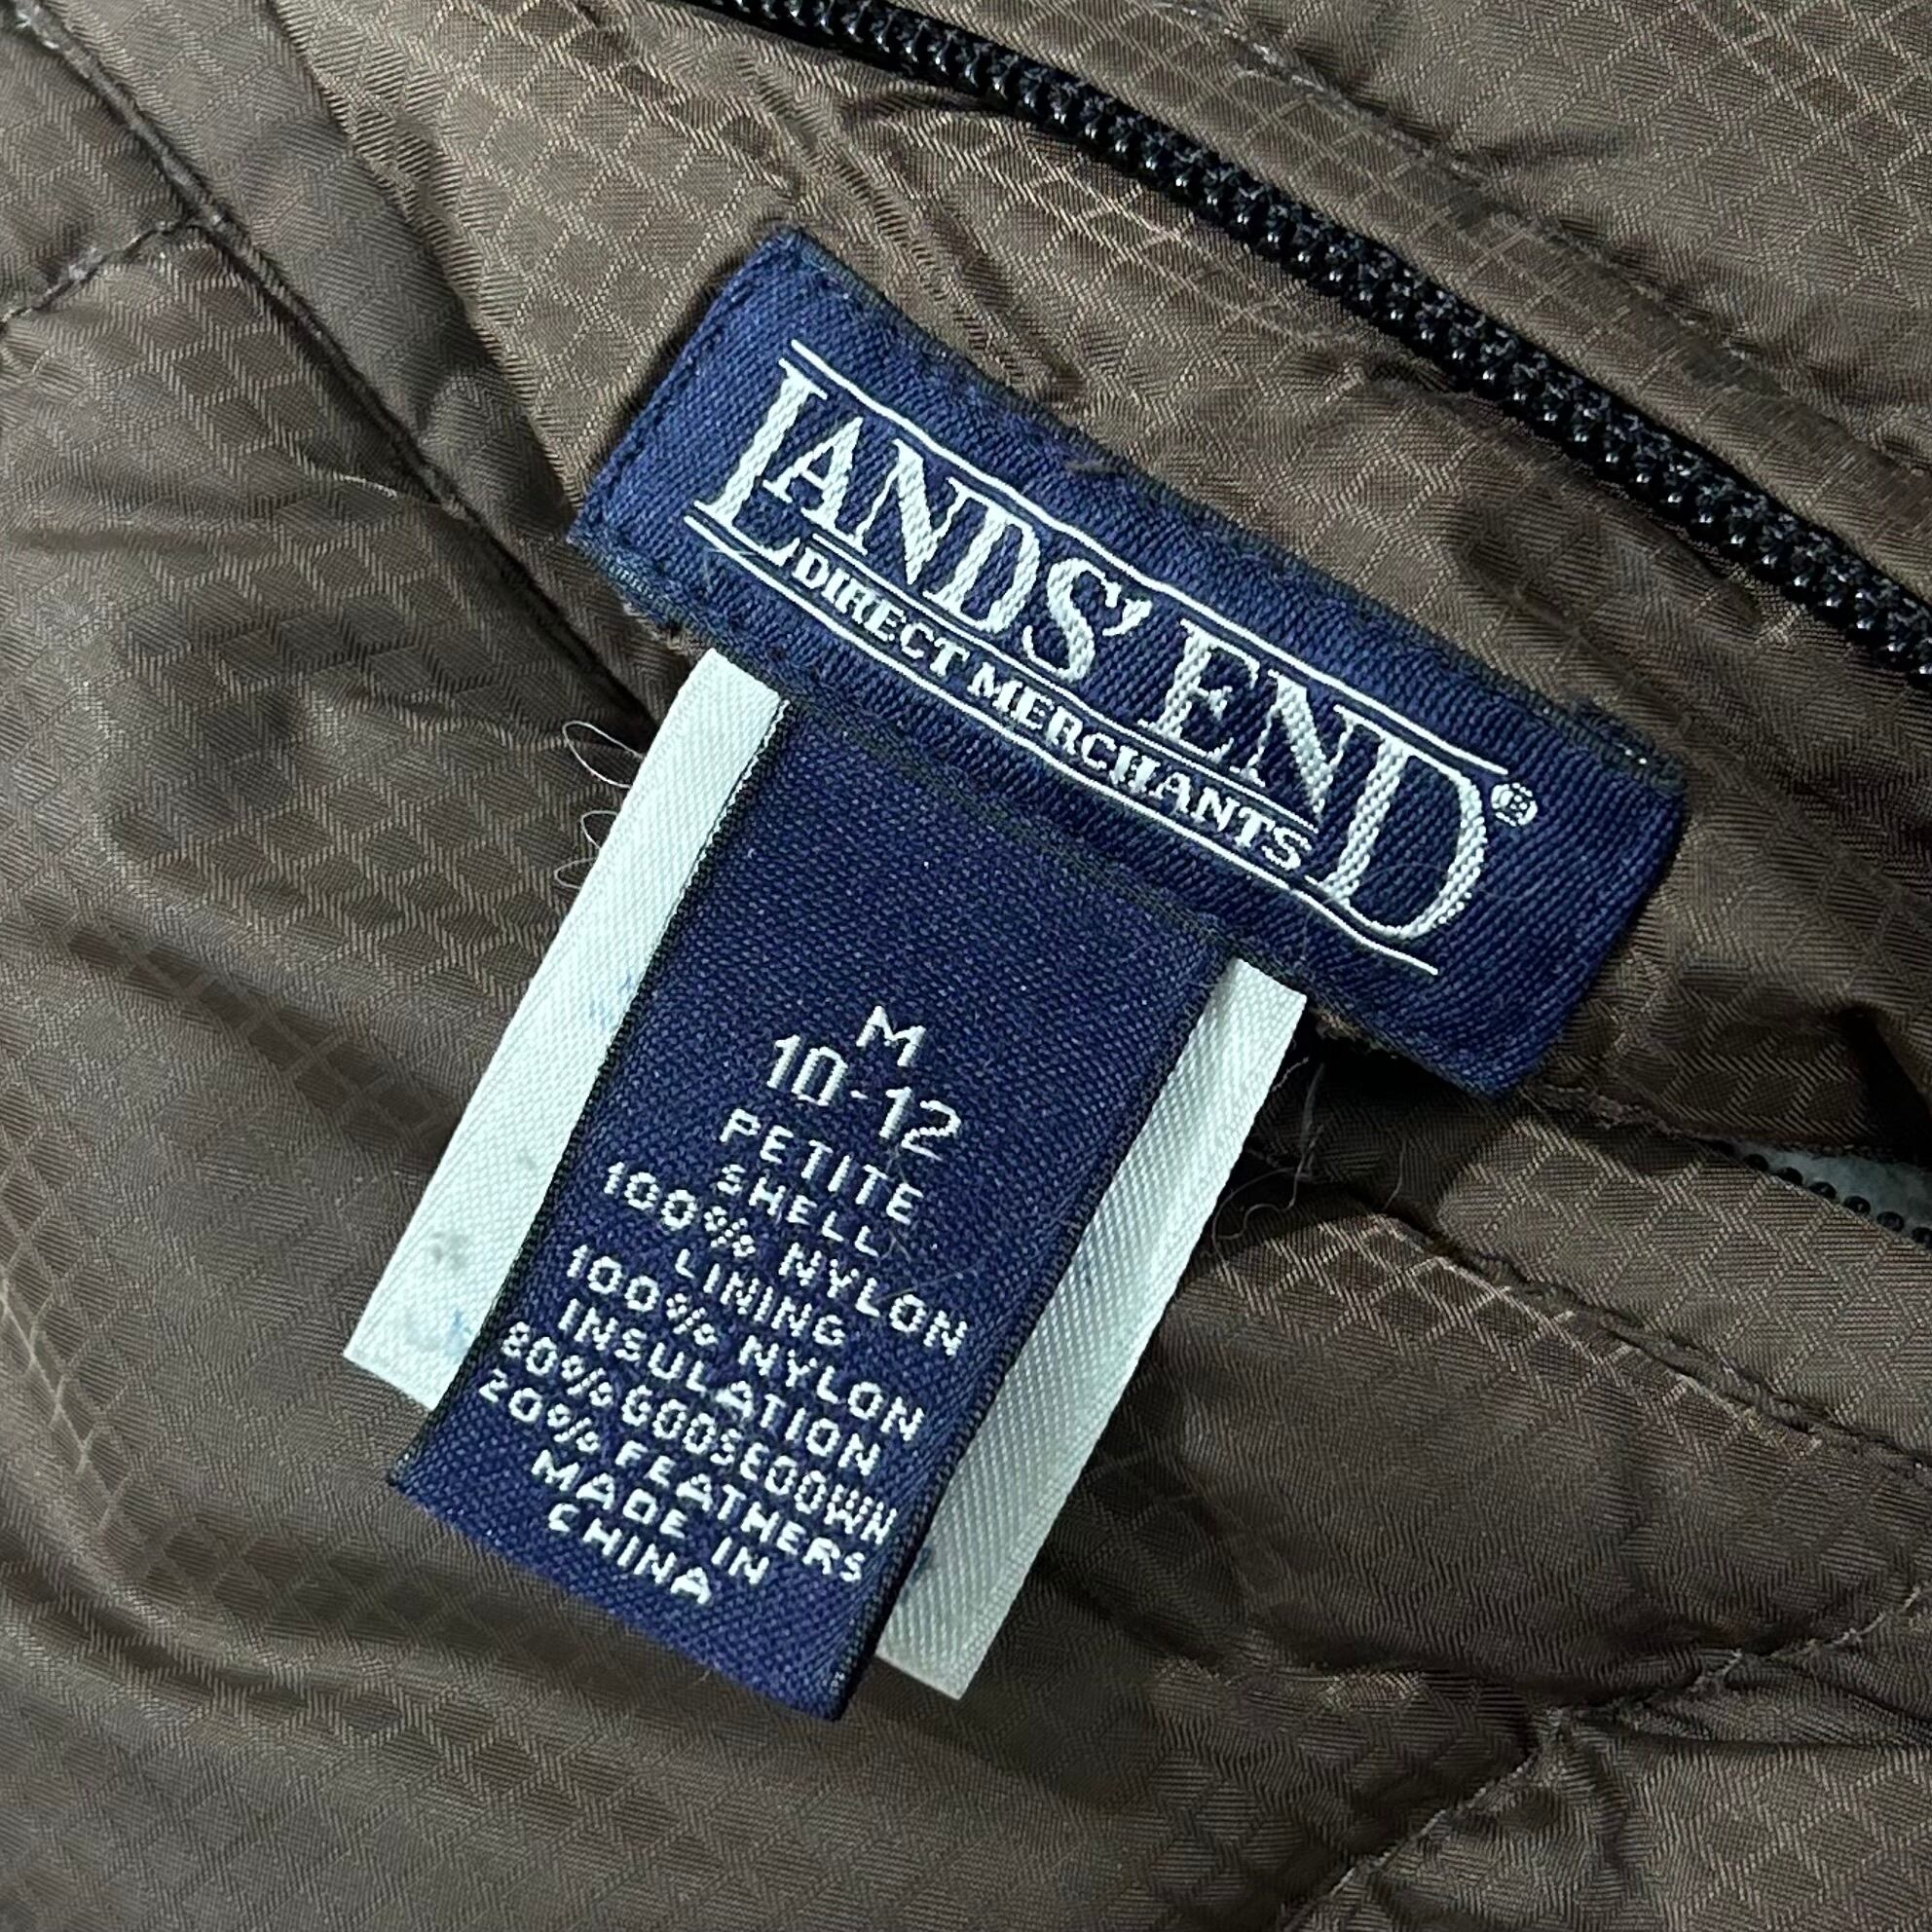 LANDS' END®
DIRECT MERCHANTS
M
10-12
PETITE
SHELL
100% NYLON
LINING
100% NYLON
INSULATION
80% GOOSEDOWN
20% FEATHERS
MADE IN
CHINA